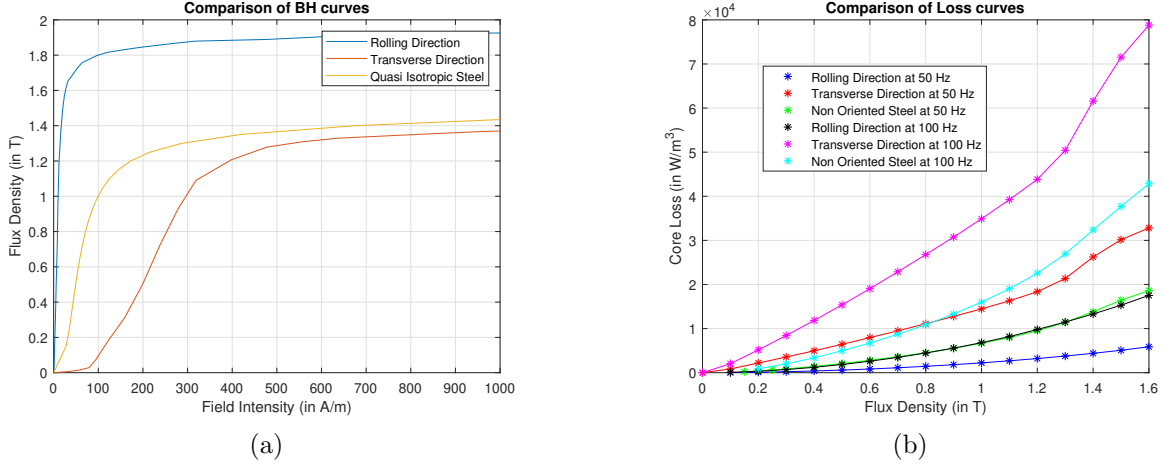 Comparison of BH curves
2
1.8
1.6
1.4
1.2
1
0.8
0.6
0.4
0.2
0
Flux Density (in T)
Rolling Direction
Transverse Direction
Quasi Isotropic Steel
0 100 200 300 400 500 600 700 800 900 1000
Field Intensity (in A/m)
(a)
Comparison of Loss curves
×10⁴
8
7
6
5
4
3
2
1
0
Core Loss (in W/m³)
Rolling Direction at 50 Hz
Transverse Direction at 50 Hz
Non Oriented Steel at 50 Hz
Rolling Direction at 100 Hz
Transverse Direction at 100 Hz
Non Oriented Steel at 100 Hz
0 0.2 0.4 0.6 0.8 1 1.2 1.4 1.6
Flux Density (in T)
(b)